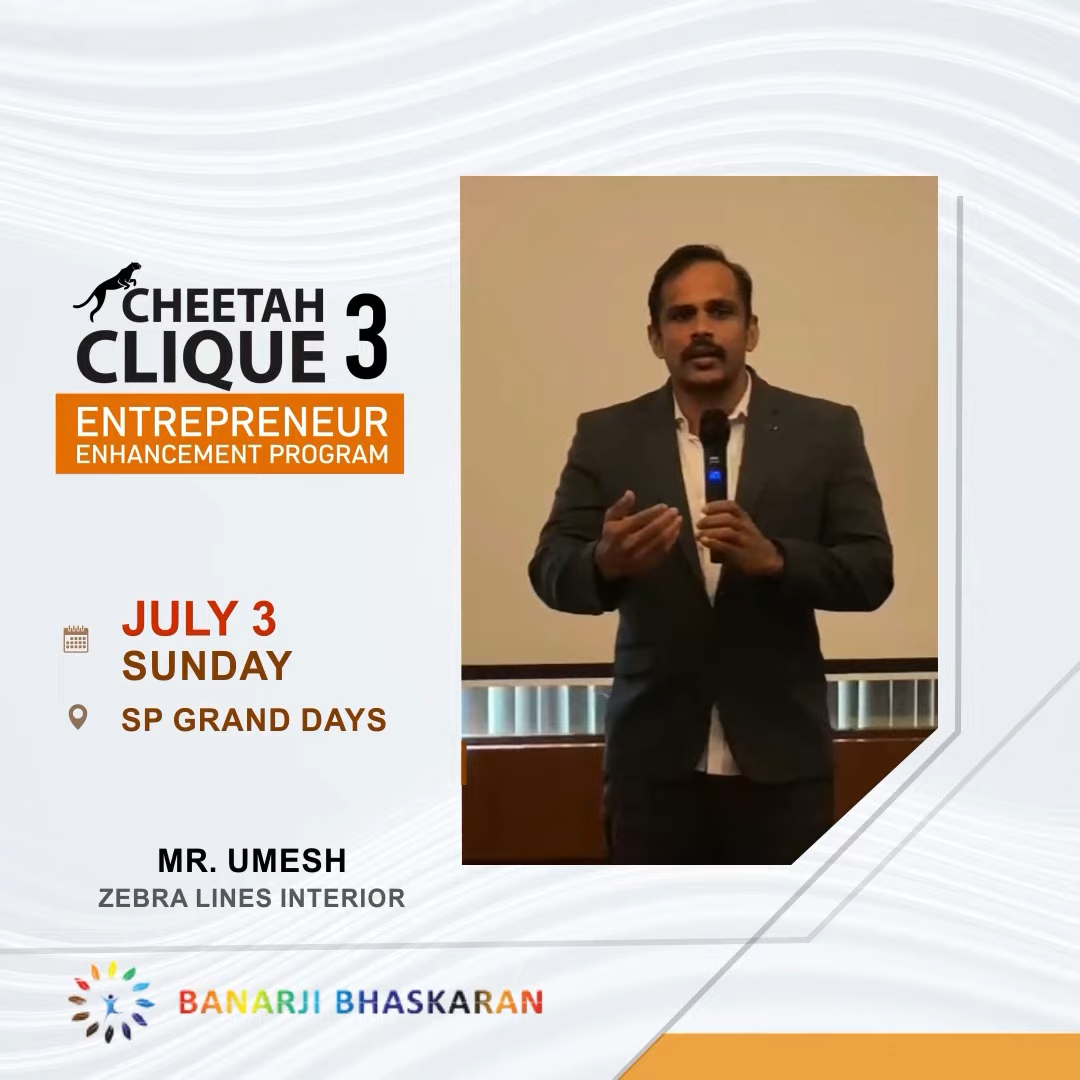 CHEETAH
CLIQUE 3
ENTREPRENEUR
ENHANCEMENT PROGRAM
JULY 3
SUNDAY
SP GRAND DAYS
MR. UMESH
ZEBRA LINES INTERIOR
BANARJI BHASKARAN